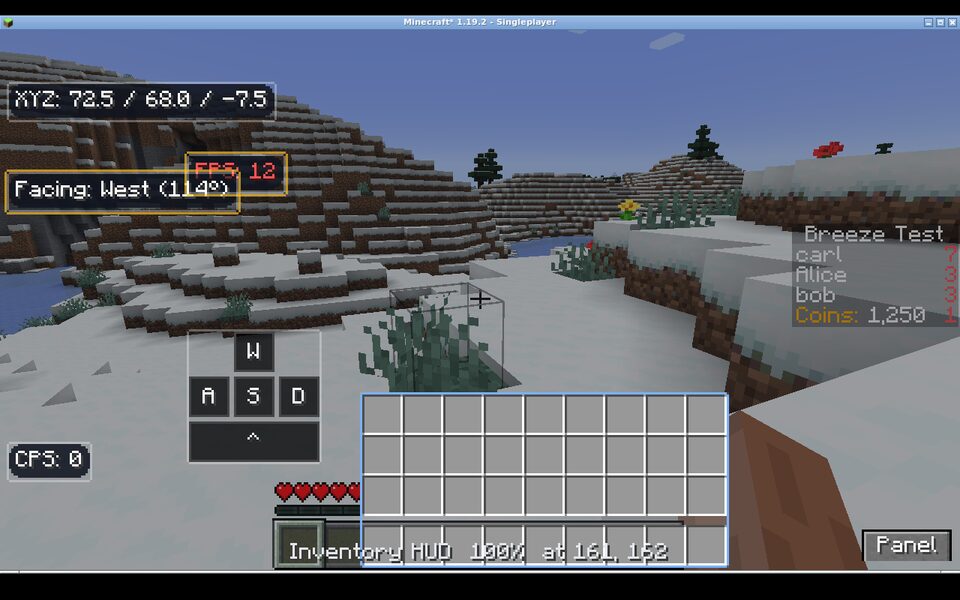 Minecraft* 1.19.2 - Singleplayer
XYZ: 72.5 / 68.0 / -7.5
FPS: 12
Facing: West (114º)
Breeze Test
carl 7
Alice 3
bob 3
Coins: 1,250 1
W
A S D
^
CPS: 0
Inventory HUD 100% at 161, 162
Panel